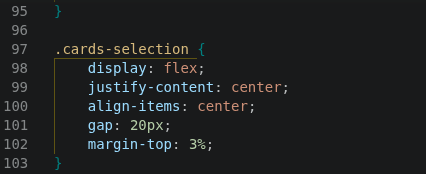 95 }
96
97 .cards-selection {
98 display: flex;
99 justify-content: center;
100 align-items: center;
101 gap: 20px;
102 margin-top: 3%;
103 }